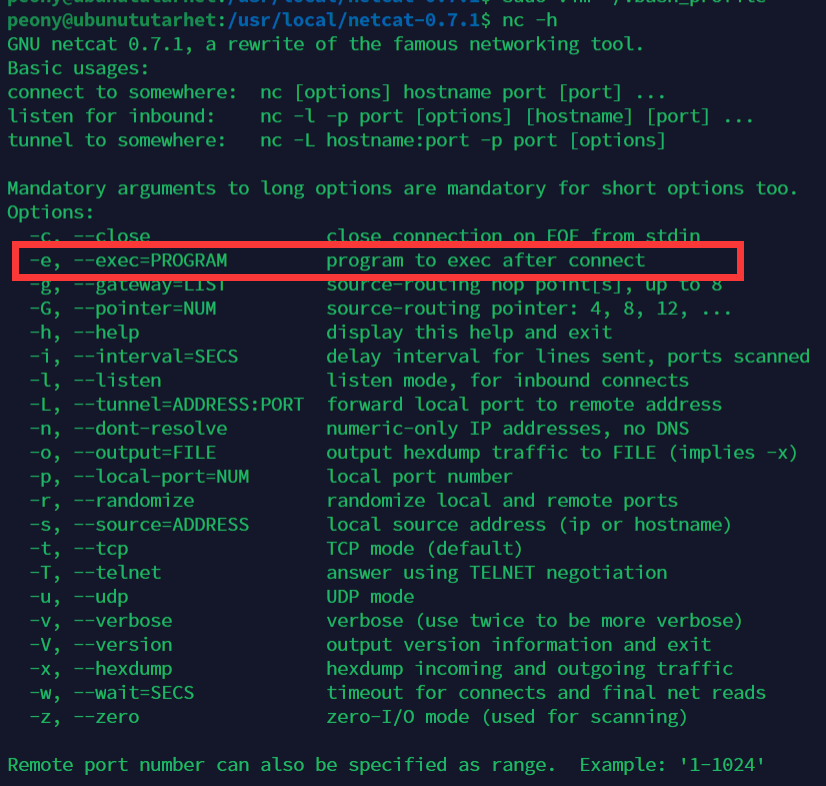 peony@ubunututarhet:/usr/local/netcat-0.7.1$ nc -h
GNU netcat 0.7.1, a rewrite of the famous networking tool.
Basic usages:
connect to somewhere:  nc [options] hostname port [port] ...
listen for inbound:    nc -l -p port [options] [hostname] [port] ...
tunnel to somewhere:   nc -L hostname:port -p port [options]

Mandatory arguments to long options are mandatory for short options too.
Options:
  -c, --close                close connection on EOF from stdin
  -e, --exec=PROGRAM         program to exec after connect
  -g, --gateway=LIST         source-routing hop point[s], up to 8
  -G, --pointer=NUM          source-routing pointer: 4, 8, 12, ...
  -h, --help                 display this help and exit
  -i, --interval=SECS        delay interval for lines sent, ports scanned
  -l, --listen               listen mode, for inbound connects
  -L, --tunnel=ADDRESS:PORT  forward local port to remote address
  -n, --dont-resolve         numeric-only IP addresses, no DNS
  -o, --output=FILE          output hexdump traffic to FILE (implies -x)
  -p, --local-port=NUM       local port number
  -r, --randomize            randomize local and remote ports
  -s, --source=ADDRESS       local source address (ip or hostname)
  -t, --tcp                  TCP mode (default)
  -T, --telnet               answer using TELNET negotiation
  -u, --udp                  UDP mode
  -v, --verbose              verbose (use twice to be more verbose)
  -V, --version              output version information and exit
  -x, --hexdump              hexdump incoming and outgoing traffic
  -w, --wait=SECS            timeout for connects and final net reads
  -z, --zero                 zero-I/O mode (used for scanning)

Remote port number can also be specified as range.  Example: '1-1024'